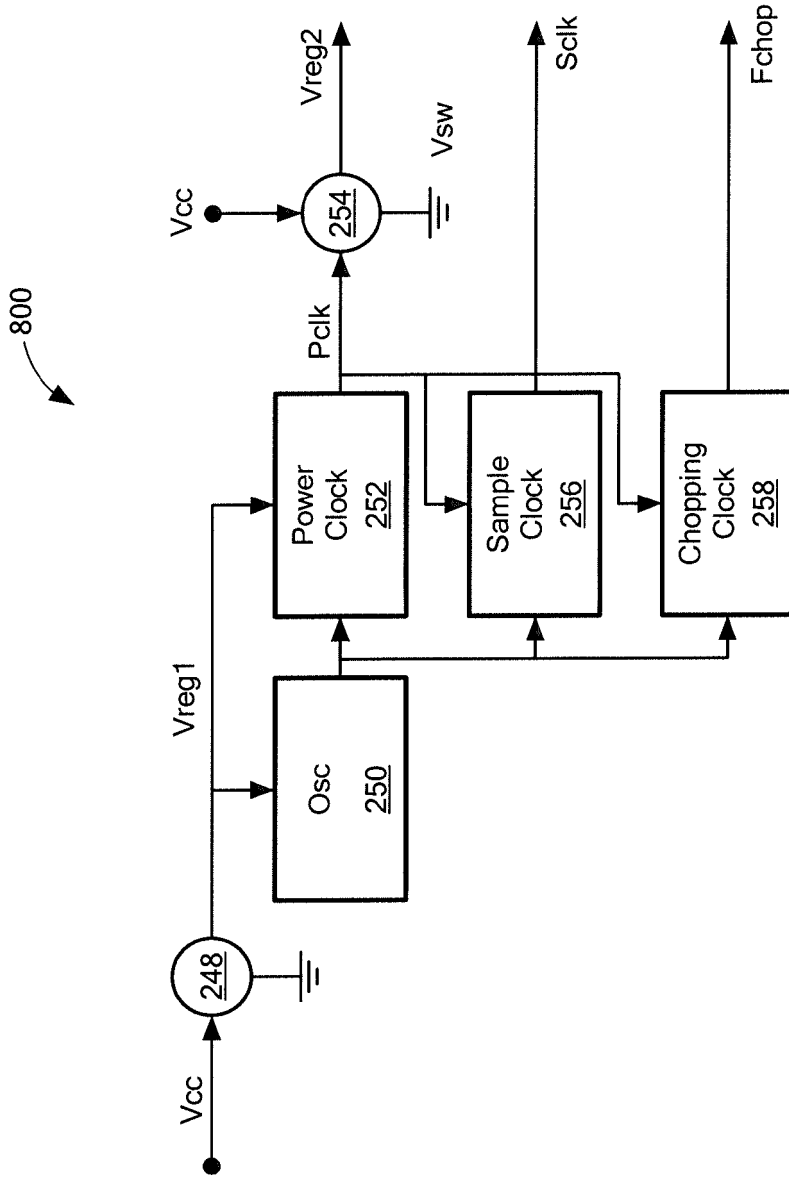 800
Vcc
248
Vreg1
Osc
250
Power
Clock
252
Pclk
Vcc
254
Vreg2
Vsw
Sample
Clock
256
Sclk
Chopping
Clock
258
Fchop